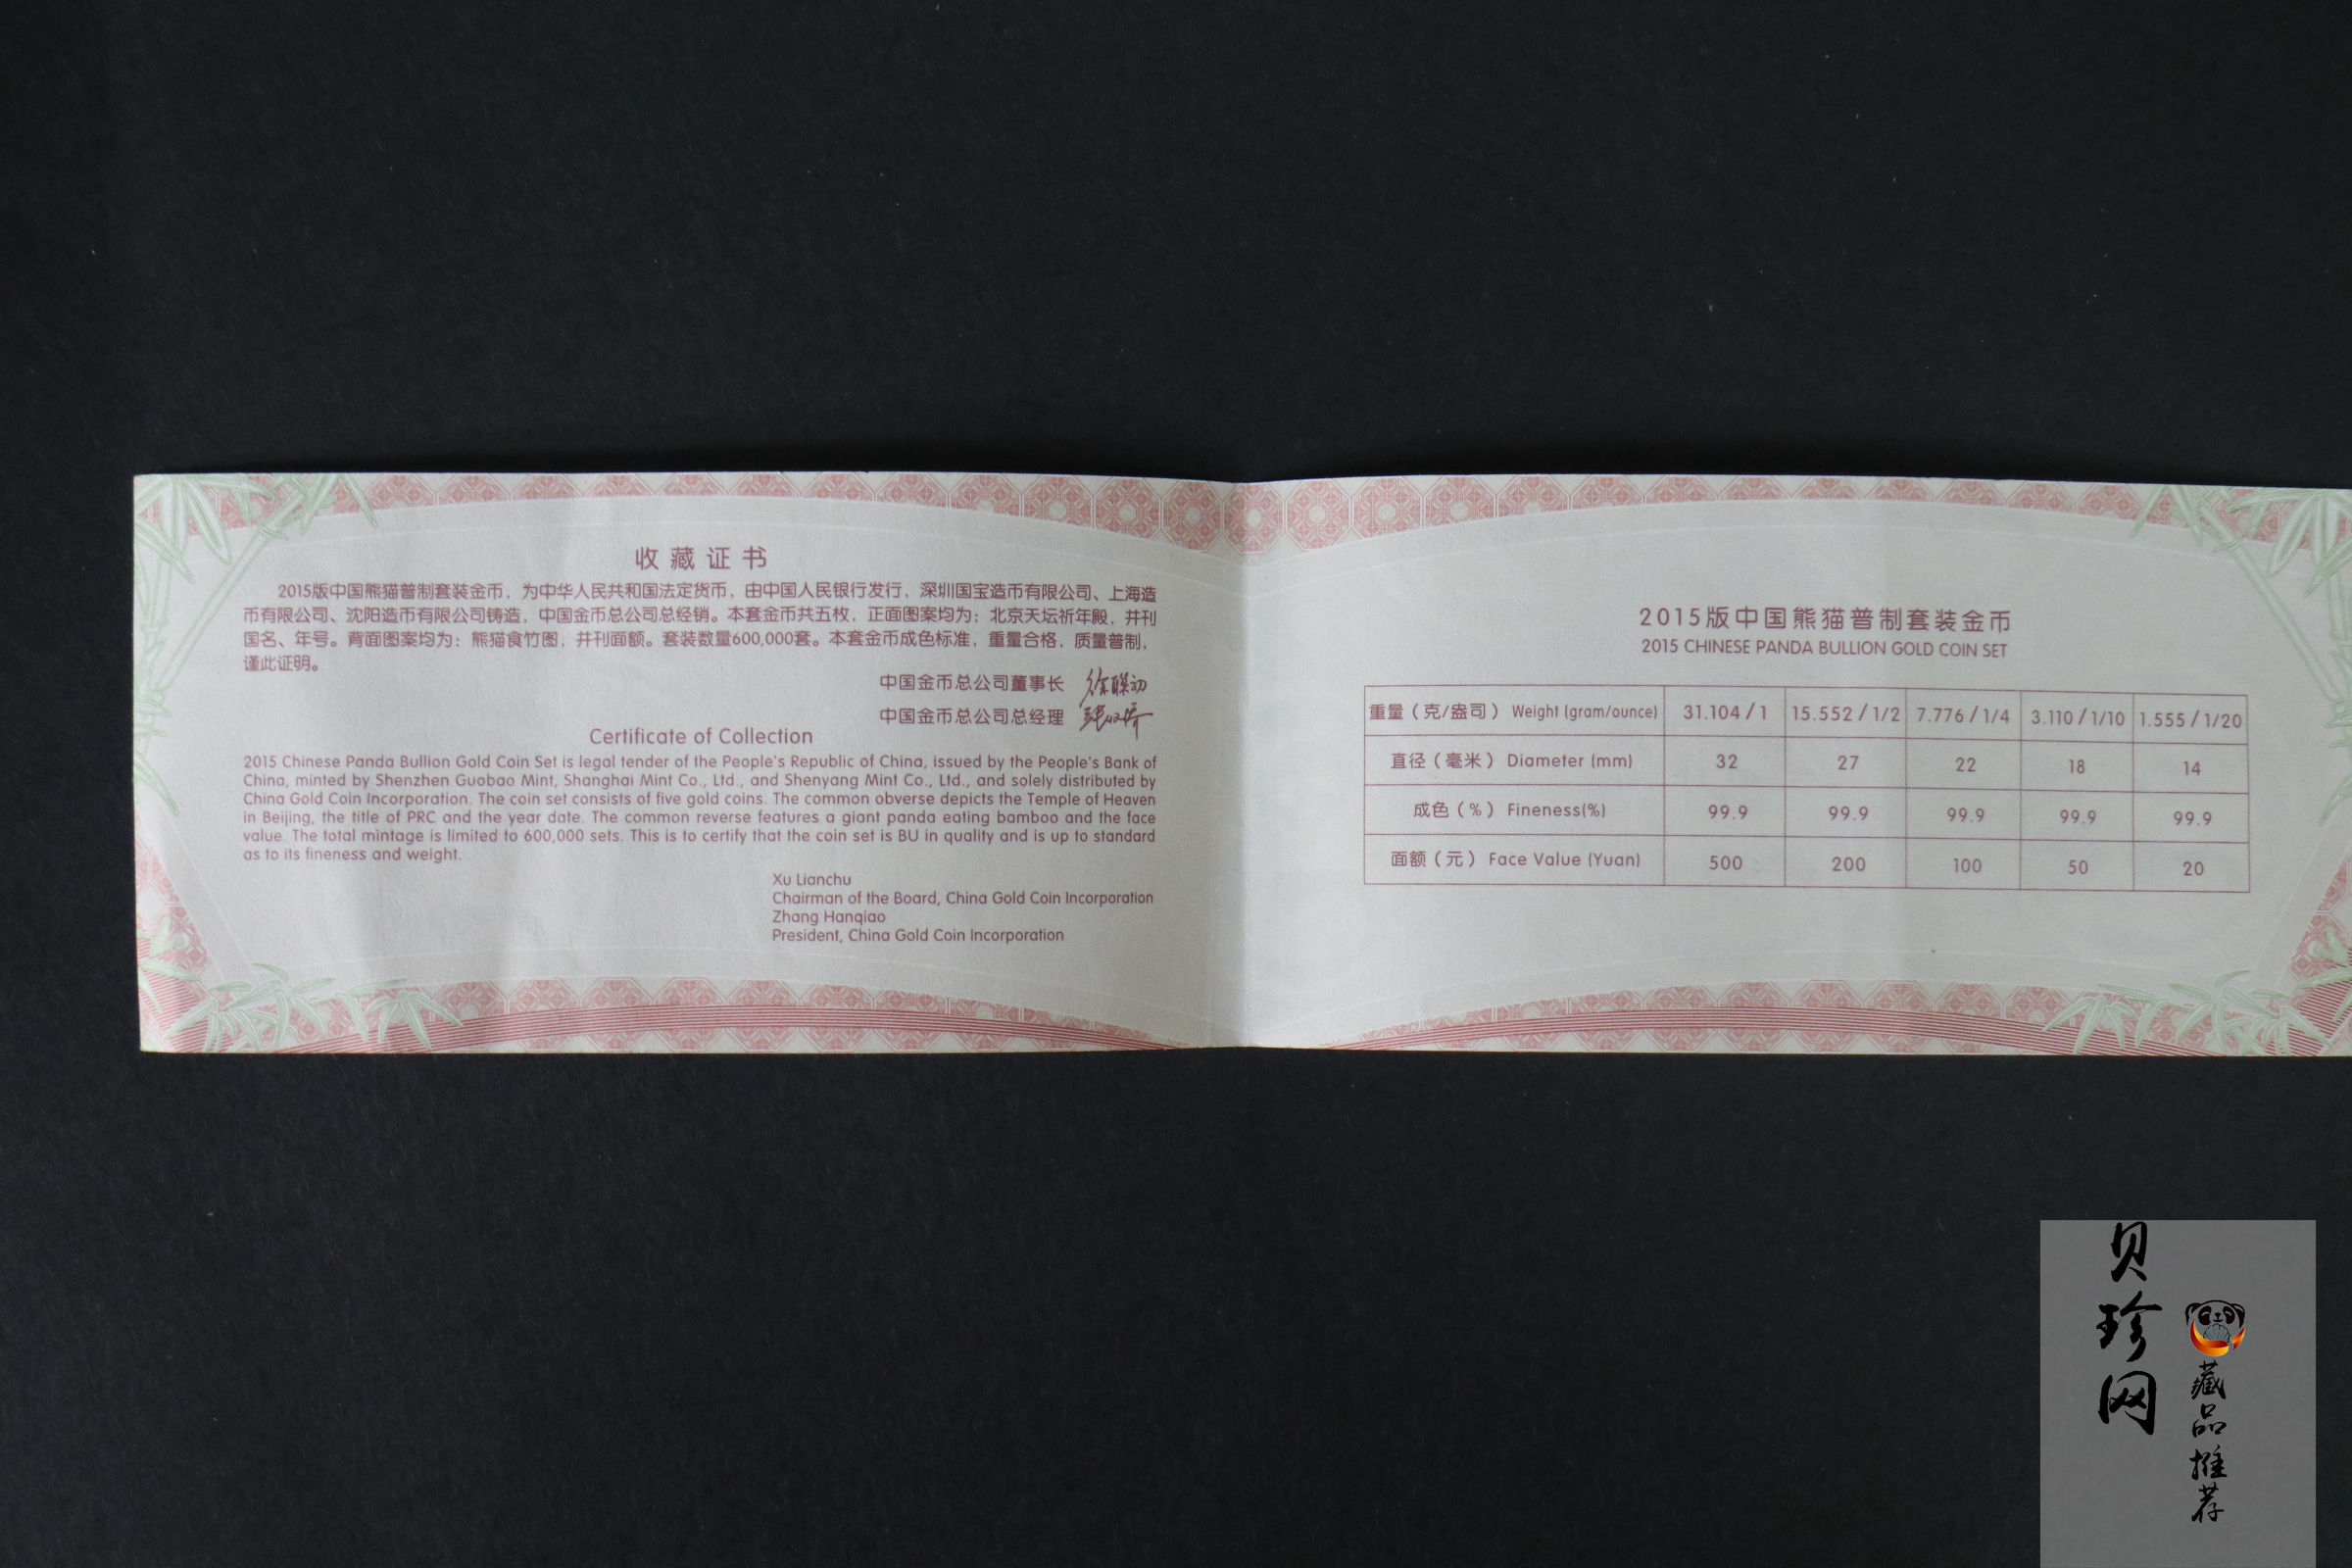 收藏证书
2015版中国熊猫普制套装金币，为中华人民共和国法定货币，由中国人民银行发行，深圳国宝造币有限公司、上海造
币有限公司、沈阳造币有限公司铸造，中国金币总公司总经销。本套金币共五枚，正面图案均为：北京天坛祈年殿，并刊
国名、年号。背面图案均为：熊猫食竹图，并刊面额。套装数量600,000套。本套金币成色标准，重量合格，质量普制，
谨此证明。
中国金币总公司董事长 徐联初
中国金币总公司总经理 张汉桥
Certificate of Collection
2015 Chinese Panda Bullion Gold Coin Set is legal tender of the People's Republic of China, issued by the People's Bank of
China, minted by Shenzhen Guobao Mint, Shanghai Mint Co., Ltd., and Shenyang Mint Co., Ltd., and solely distributed by
China Gold Coin Incorporation. The coin set consists of five gold coins. The common obverse depicts the Temple of Heaven
in Beijing, the title of PRC and the year date. The common reverse features a giant panda eating bamboo and the face
value. The total mintage is limited to 600,000 sets. This is to certify that the coin set is BU in quality and is up to standard
as to its fineness and weight.
Xu Lianchu
Chairman of the Board, China Gold Coin Incorporation
Zhang Hanqiao
President, China Gold Coin Incorporation
2015版中国熊猫普制套装金币
2015 CHINESE PANDA BULLION GOLD COIN SET
重量（克/盎司） Weight (gram/ounce) 31.104 / 1 15.552 / 1/2 7.776 / 1/4 3.110 / 1/10 1.555 / 1/20
直径（毫米） Diameter (mm) 32 27 22 18 14
成色（%） Fineness(%) 99.9 99.9 99.9 99.9 99.9
面额（元） Face Value (Yuan) 500 200 100 50 20
贝珍网
藏品推荐